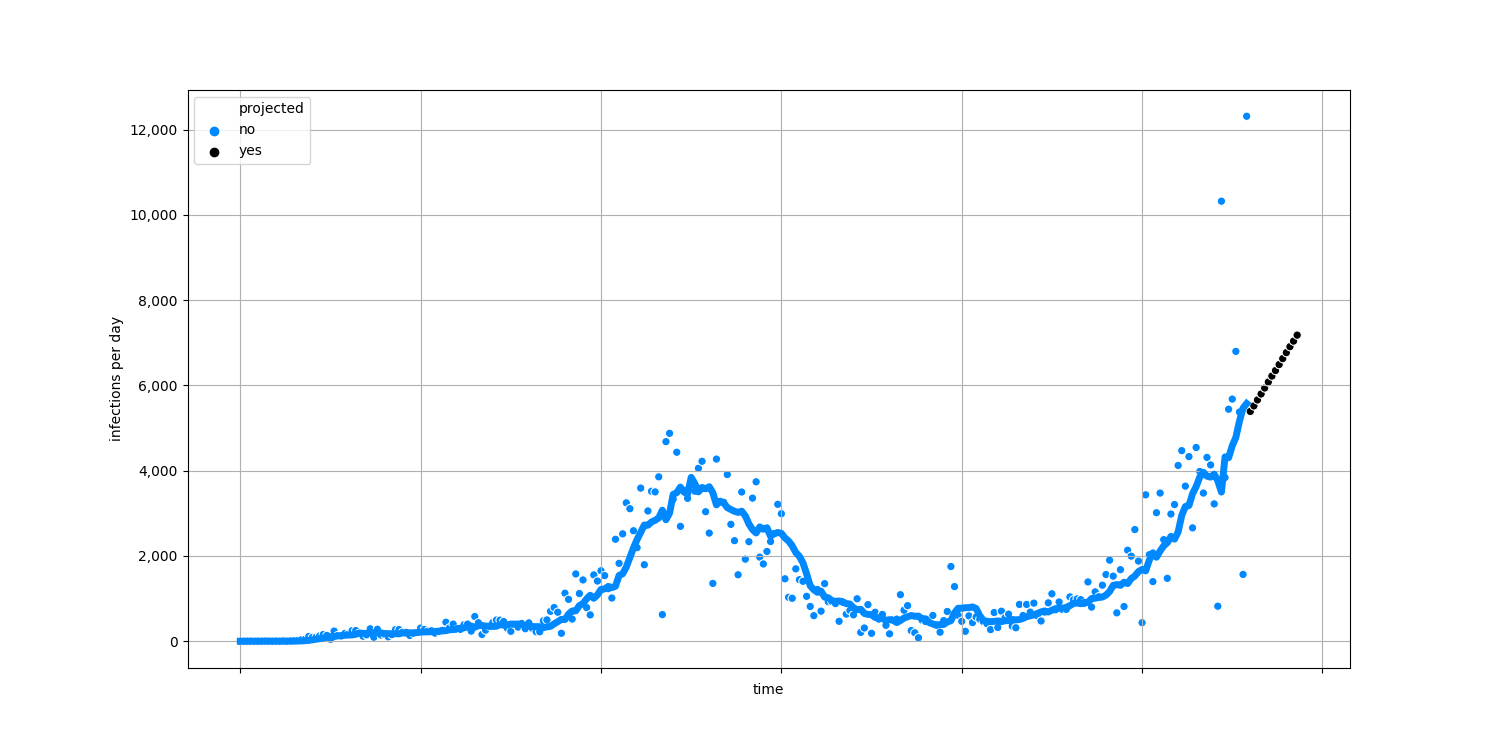 projected
no
yes
12,000
10,000
8,000
6,000
4,000
2,000
0
infections per day
time